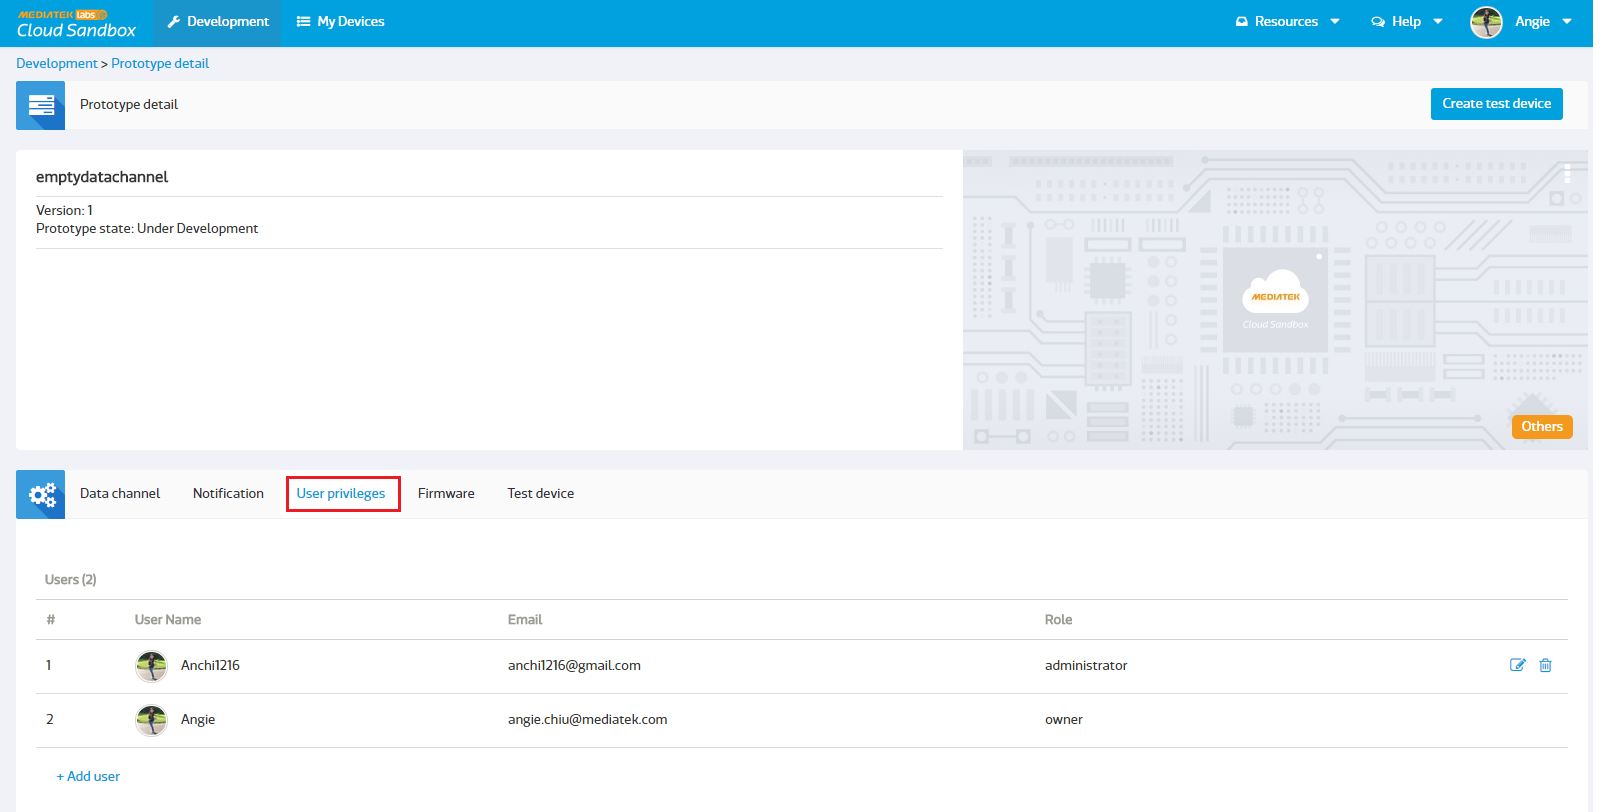 MEDIATEK labs
Cloud Sandbox
Development
My Devices
Resources
Help
Angie
Development > Prototype detail
Prototype detail
Create test device
emptydatachannel
Version: 1
Prototype state: Under Development
MEDIATEK
Cloud Sandbox
Others
Data channel
Notification
User privileges
Firmware
Test device
Users (2)
# User Name Email Role
1 Anchi1216 anchi1216@gmail.com administrator
2 Angie angie.chiu@mediatek.com owner
+ Add user